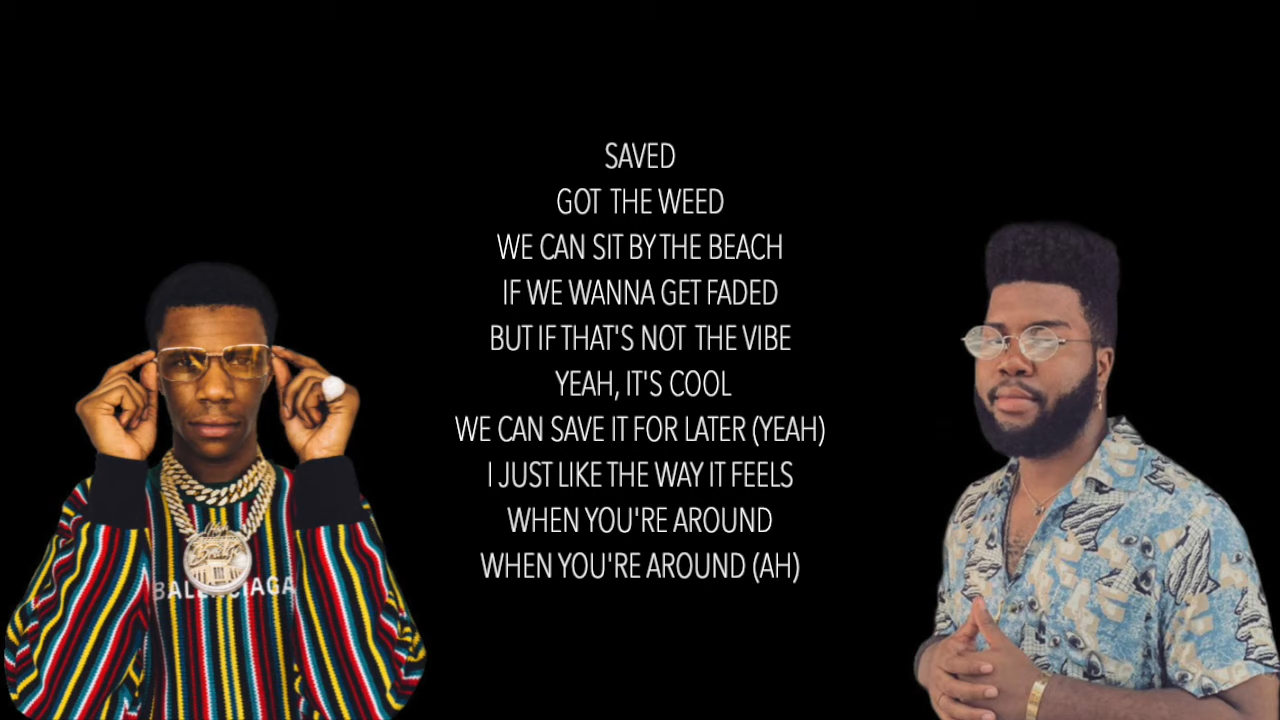 SAVED
GOT THE WEED
WE CAN SIT BY THE BEACH
IF WE WANNA GET FADED
BUT IF THAT'S NOT THE VIBE
YEAH, IT'S COOL
WE CAN SAVE IT FOR LATER (YEAH)
I JUST LIKE THE WAY IT FEELS
WHEN YOU'RE AROUND
WHEN YOU'RE AROUND (AH)
Bridge
BALENCIAGA